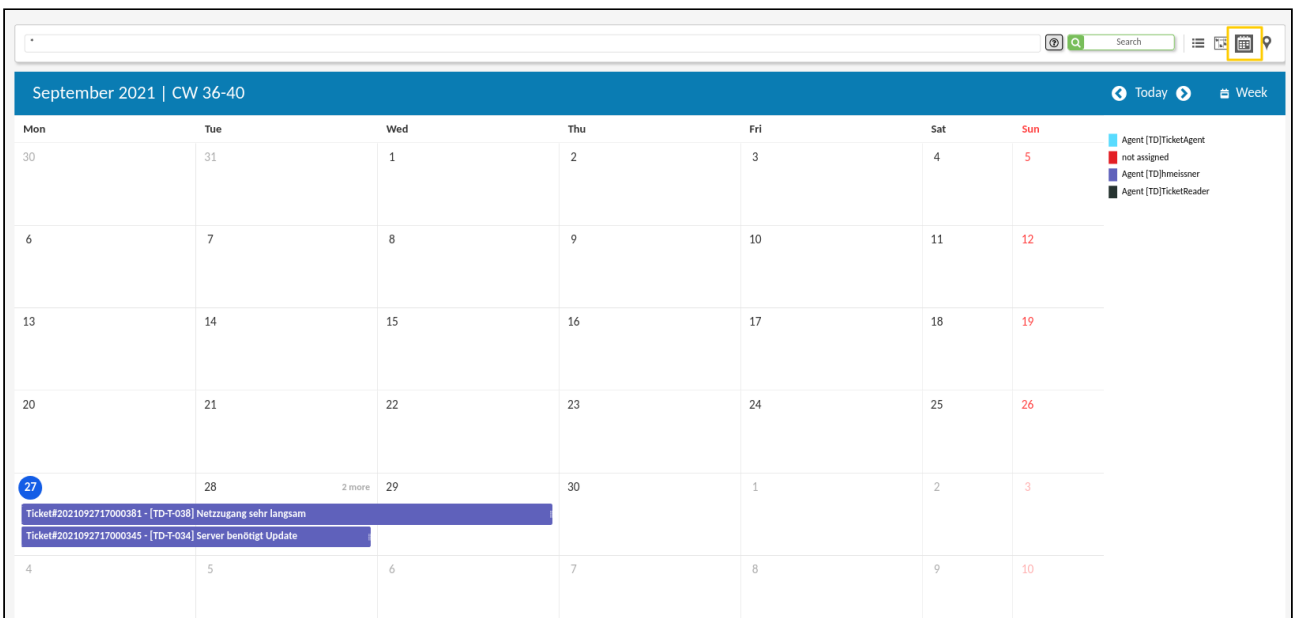 *
Search
September 2021 | CW 36-40
Today
Week
Mon Tue Wed Thu Fri Sat Sun
Agent [TD]TicketAgent
not assigned
Agent [TD]hmeissner
Agent [TD]TicketReader
30 31 1 2 3 4 5
6 7 8 9 10 11 12
13 14 15 16 17 18 19
20 21 22 23 24 25 26
27 28 2 more 29 30 1 2 3
Ticket#2021092717000381 - [TD-T-038] Netzzugang sehr langsam
Ticket#2021092717000345 - [TD-T-034] Server benötigt Update
4 5 6 7 8 9 10